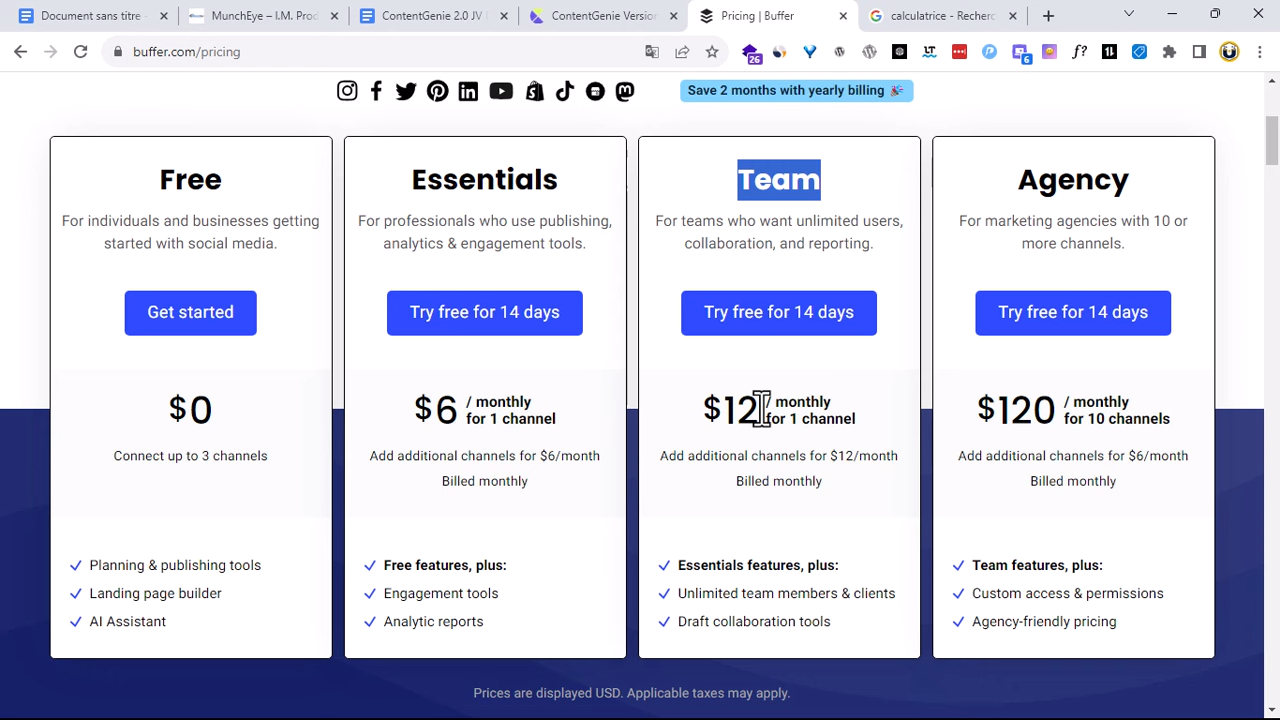 Document sans titre -
MunchEye – I.M. Prod
ContentGenie 2.0 JV
ContentGenie Version
Pricing | Buffer
calculatrice - Recher
buffer.com/pricing
26
LT
6
f?
Save 2 months with yearly billing 🎉
Free
For individuals and businesses getting
started with social media.
Get started
$0
Connect up to 3 channels
Planning & publishing tools
Landing page builder
AI Assistant
Essentials
For professionals who use publishing,
analytics & engagement tools.
Try free for 14 days
$6 / monthly
for 1 channel
Add additional channels for $6/month
Billed monthly
Free features, plus:
Engagement tools
Analytic reports
Team
For teams who want unlimited users,
collaboration, and reporting.
Try free for 14 days
$12 / monthly
for 1 channel
Add additional channels for $12/month
Billed monthly
Essentials features, plus:
Unlimited team members & clients
Draft collaboration tools
Agency
For marketing agencies with 10 or
more channels.
Try free for 14 days
$120 / monthly
for 10 channels
Add additional channels for $6/month
Billed monthly
Team features, plus:
Custom access & permissions
Agency-friendly pricing
Prices are displayed USD. Applicable taxes may apply.